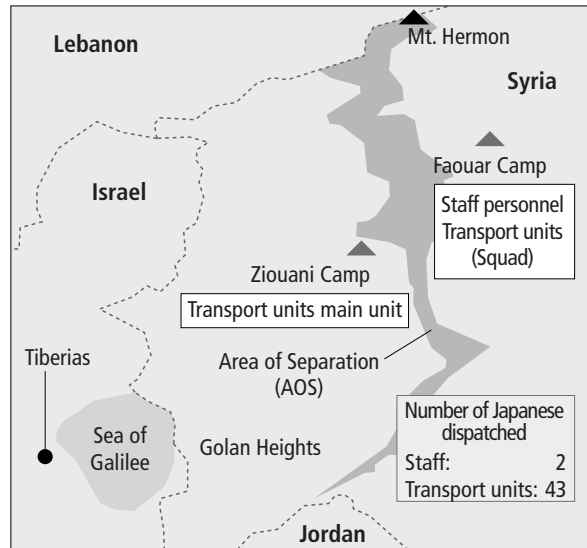 Mt. Hermon
Lebanon
Syria
Faouar Camp
Israel
Staff personnel
Transport units
(Squad)
Ziouani Camp
Transport units main unit
Tiberias
Area of Separation
(AOS)
Number of Japanese
dispatched
Sea of
Galilee
Golan Heights
Staff: 2
Transport units: 43
Jordan